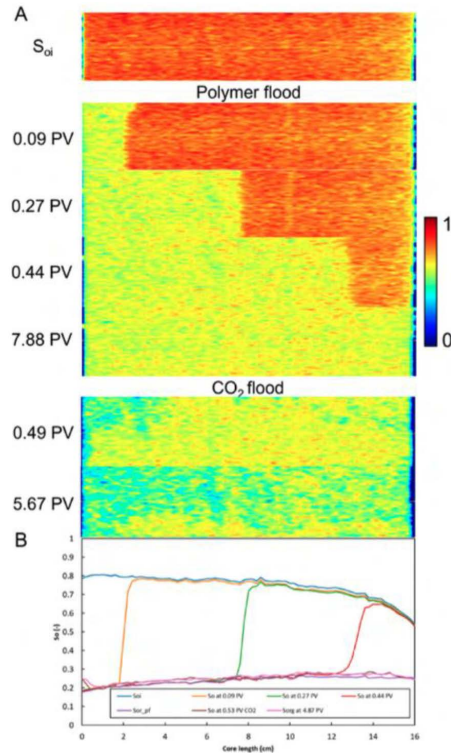 A
Soi
Polymer flood
0.09 PV
0.27 PV
0.44 PV
7.88 PV
1
0
CO2 flood
0.49 PV
5.67 PV
B
1
0.9
0.8
0.7
0.6
0.5
0.4
0.3
0.2
0.1
0
So [-]
Soi
So at 0.09 PV
So at 0.27 PV
So at 0.44 PV
Sor_pf
So at 0.53 PV CO2
Sorg at 4.87 PV
0 2 4 6 8 10 12 14 16
Core length (cm)